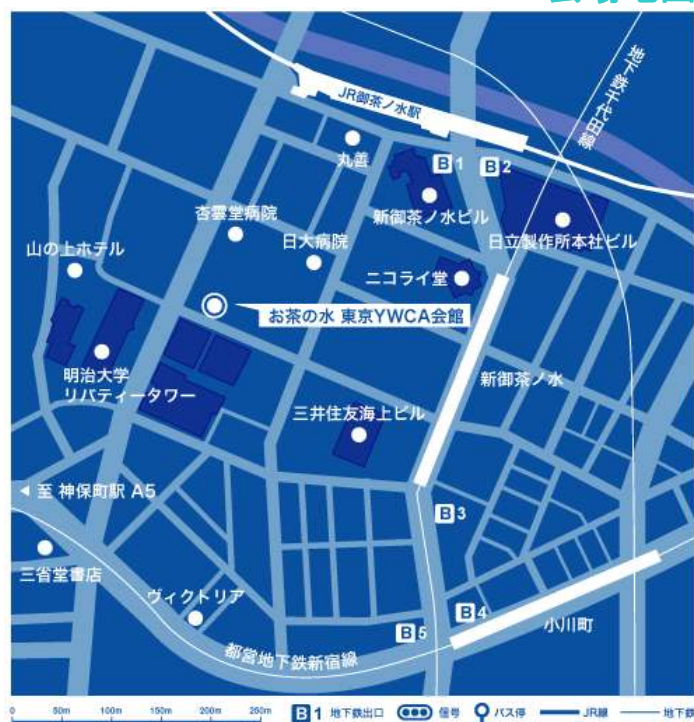 会場地図
地下鉄千代田線
JR御茶ノ水駅
丸善
B1
B2
新御茶ノ水ビル
日立製作所本社ビル
杏雲堂病院
日大病院
山の上ホテル
ニコライ堂
お茶の水 東京YWCA会館
明治大学
リバティータワー
新御茶ノ水
三井住友海上ビル
至 神保町駅 A5
B3
三省堂書店
ヴィクトリア
B4
B5
小川町
都営地下鉄新宿線
0 50m 100m 150m 200m 250m B1 地下鉄出口 信号 バス停 JR線 地下鉄